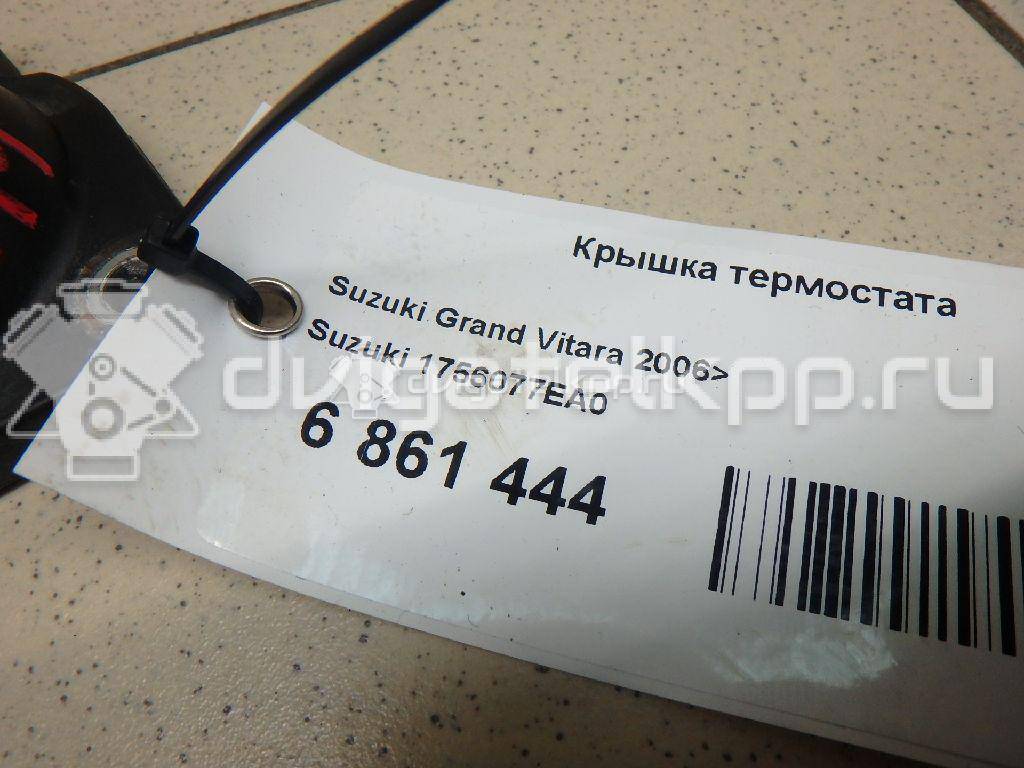 Крышка термостата
Suzuki Grand Vitara 2006>
Suzuki 1756077EA0
6 861 444
dvigatelkpp.ru